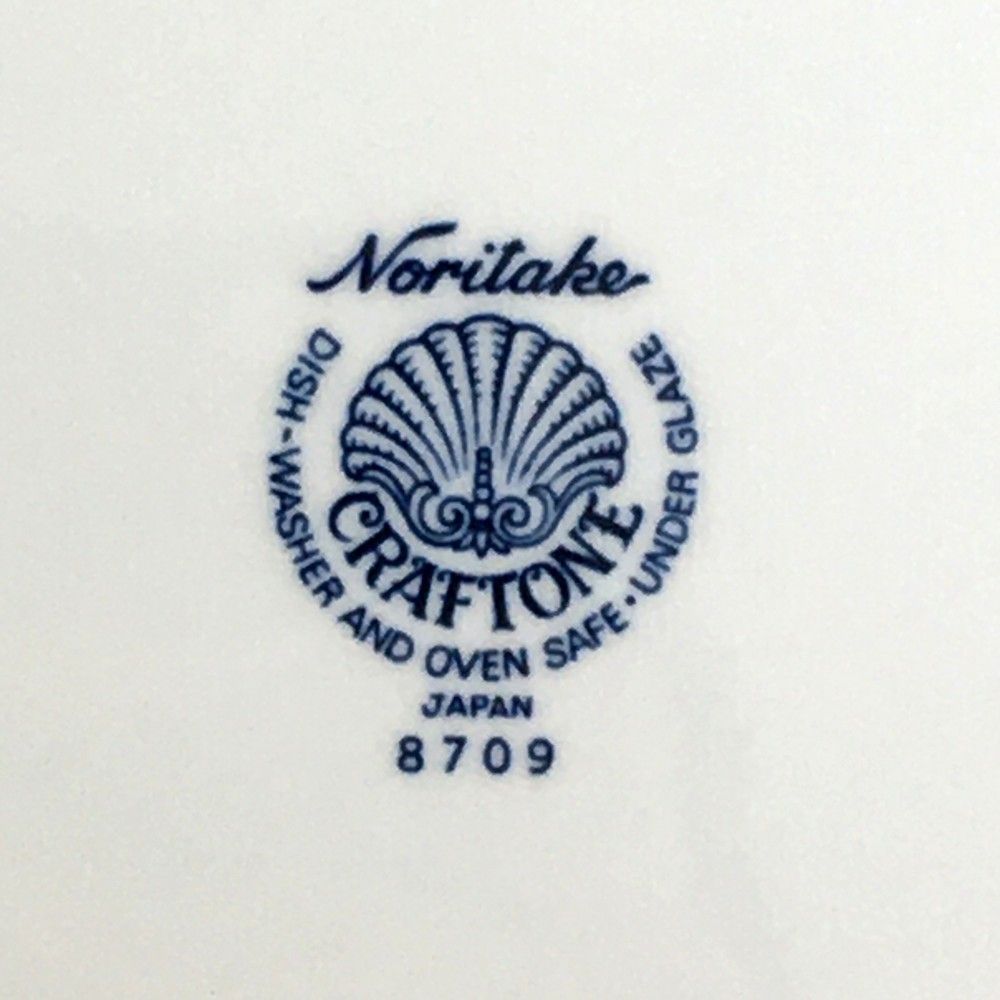 Noritake
CRAFTONE
DISH-WASHER AND OVEN SAFE·UNDER GLAZE
JAPAN
8709